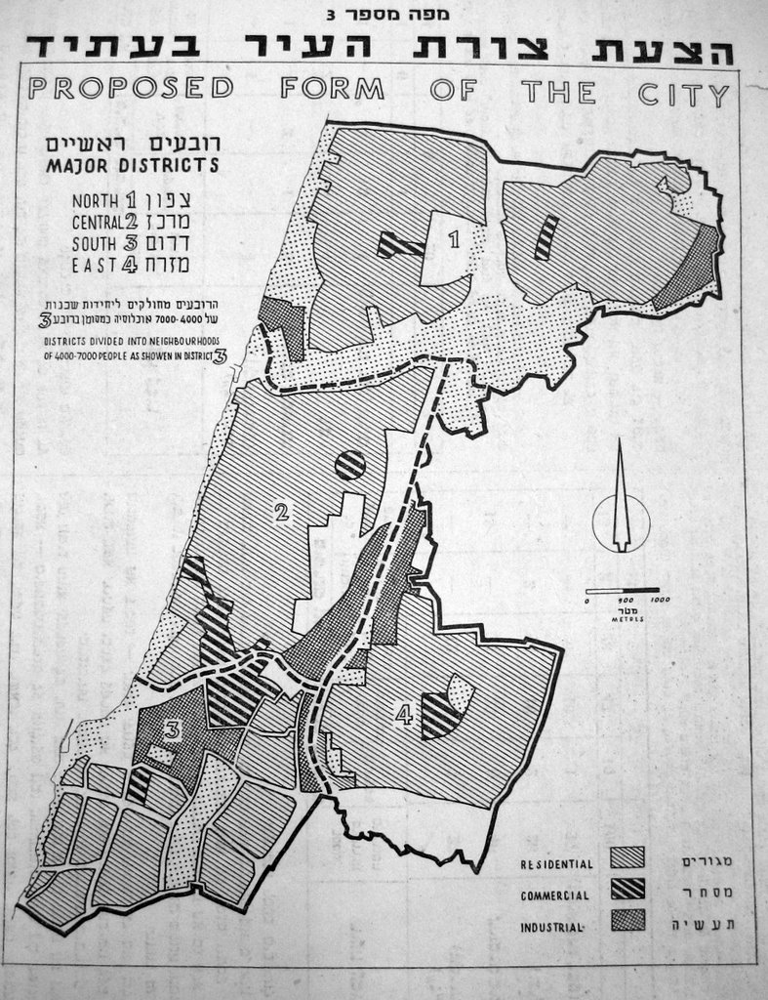 מפה מספר 3
הצעת צורת העיר בעתיד
PROPOSED FORM OF THE CITY
רובעים ראשיים
MAJOR DISTRICTS
NORTH 1 צפון
CENTRAL 2 מרכז
SOUTH 3 דרום
EAST 4 מזרח
הרובעים מחולקים ליחידות שכנות
של 4000-7000 אוכלוסיה כמסומן ברובע 3
DISTRICTS DIVIDED INTO NEIGHBOURHOODS
OF 4000-7000 PEOPLE AS SHOWEN IN DISTRICT 3
1
2
3
4
0 500 1000
מטר
METRES
RESIDENTIAL מגורים
COMMERCIAL מסחר
INDUSTRIAL תעשיה